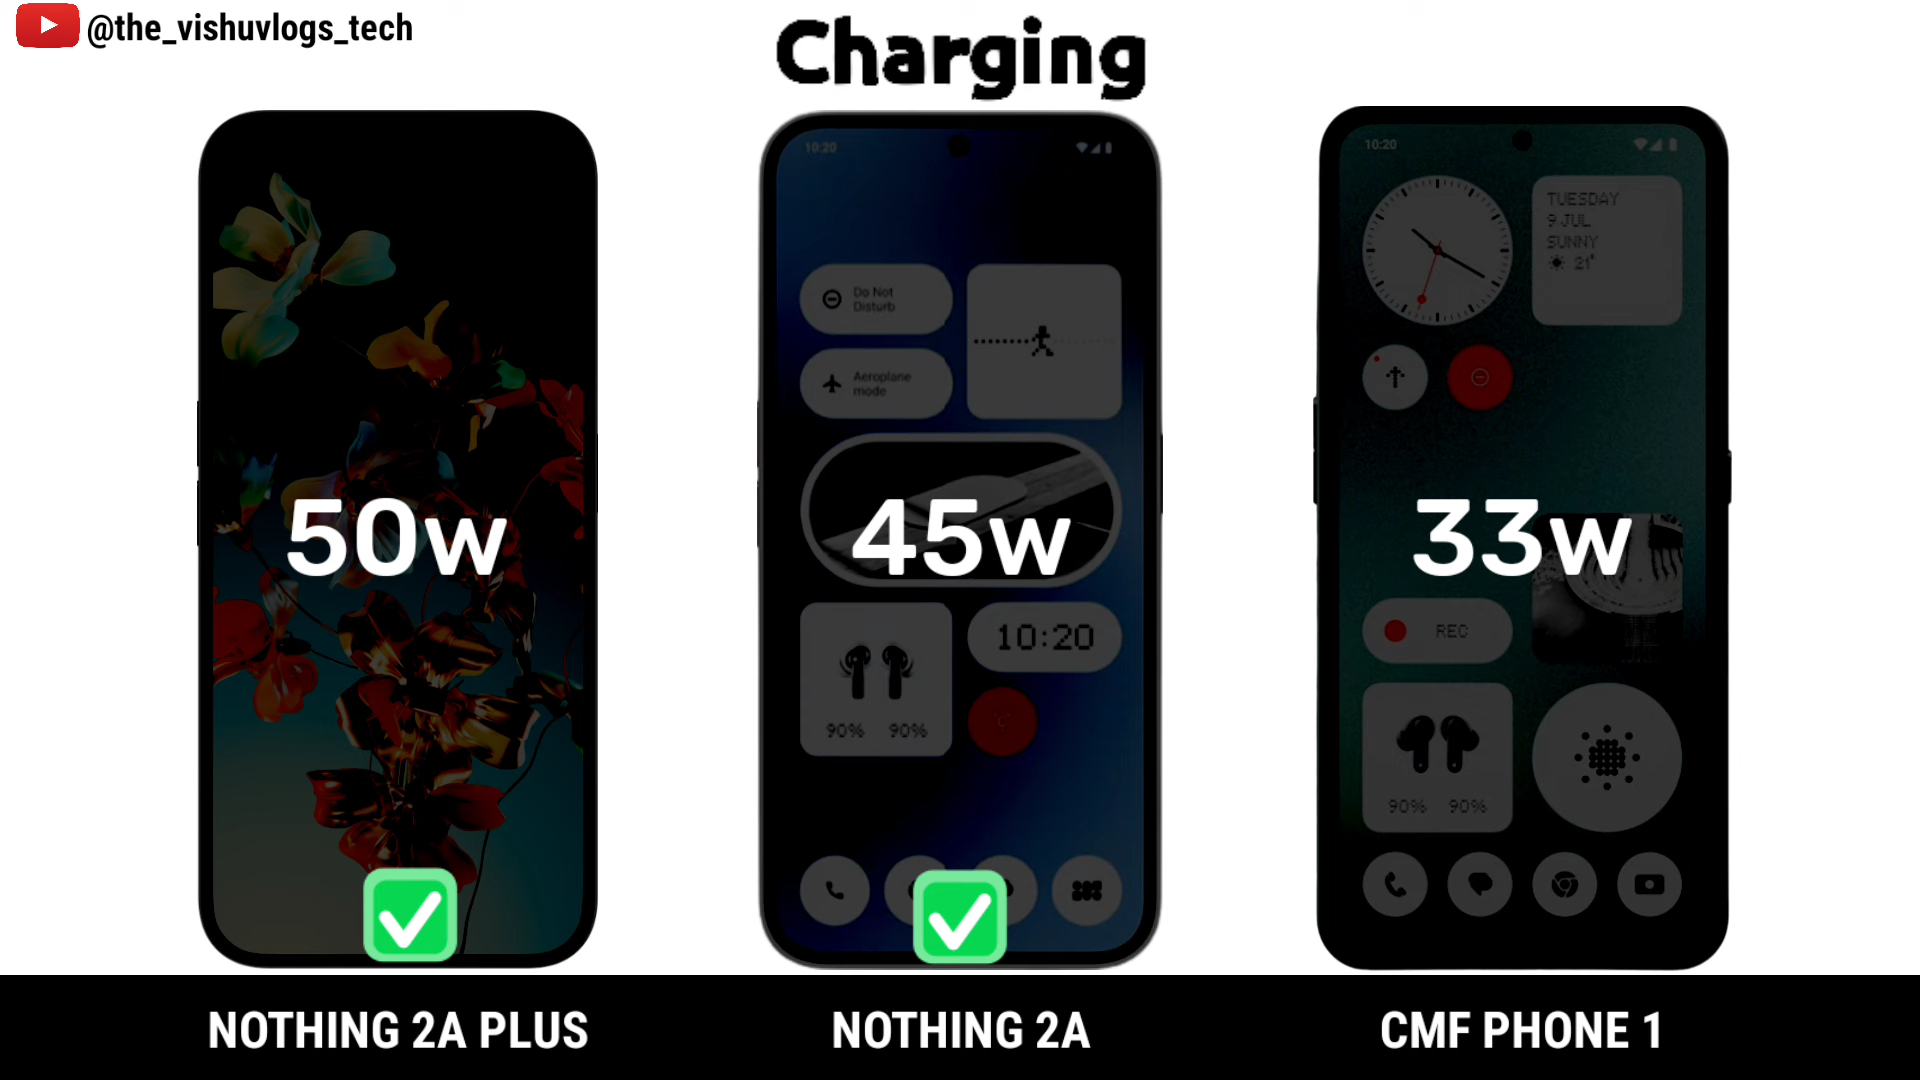 @the_vishuvlogs_tech
Charging
10:20
Do Not
Disturb
Aeroplane
mode
10:20
90% 90%
10:20
TUESDAY
9 JUL
SUNNY
21°
REC
90% 90%
50w
45w
33w
NOTHING 2A PLUS
NOTHING 2A
CMF PHONE 1